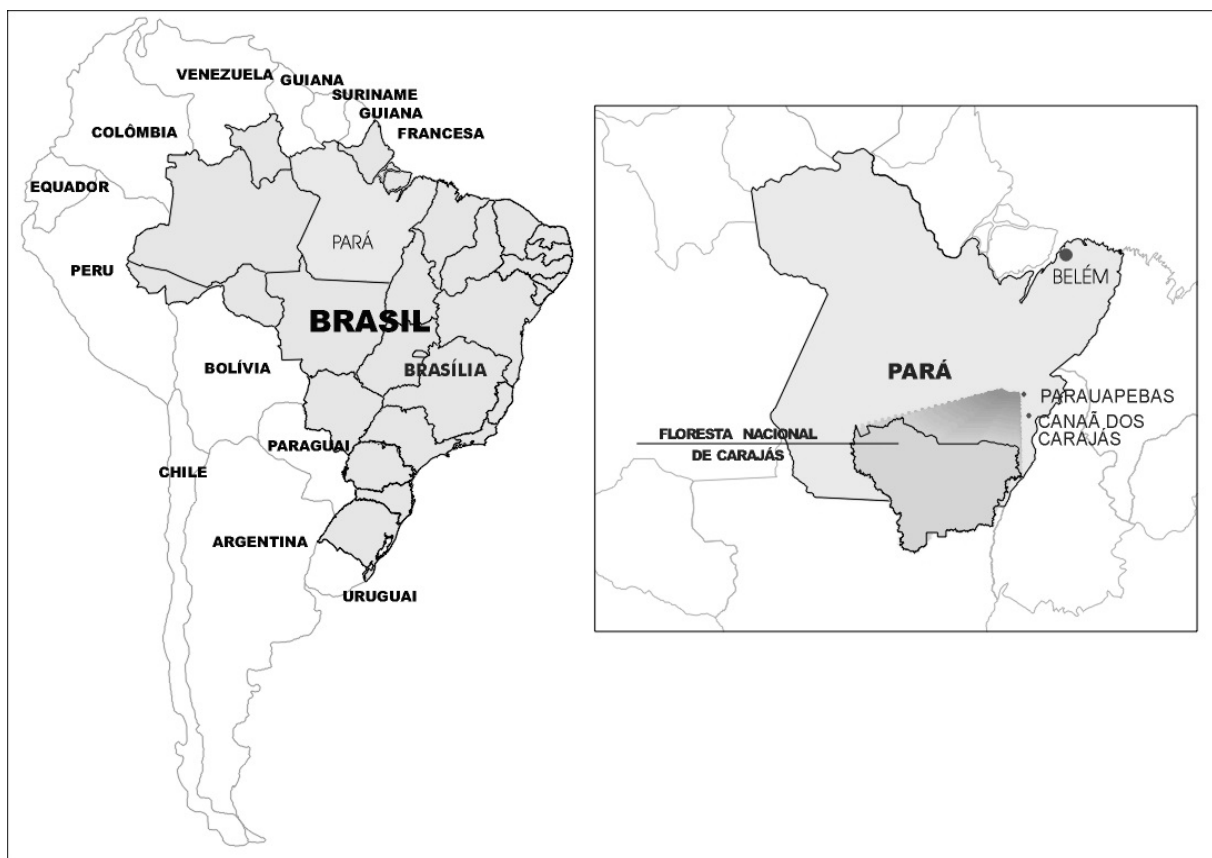 VENEZUELA
GUIANA
SURINAME
GUIANA
FRANCESA
COLÔMBIA
EQUADOR
PERU
PARÁ
BRASIL
BOLÍVIA
BRASÍLIA
PARAGUAI
CHILE
ARGENTINA
URUGUAI
BELÉM
PARÁ
PARAUAPEBAS
CANAÃ DOS
CARAJÁS
FLORESTA NACIONAL
DE CARAJÁS